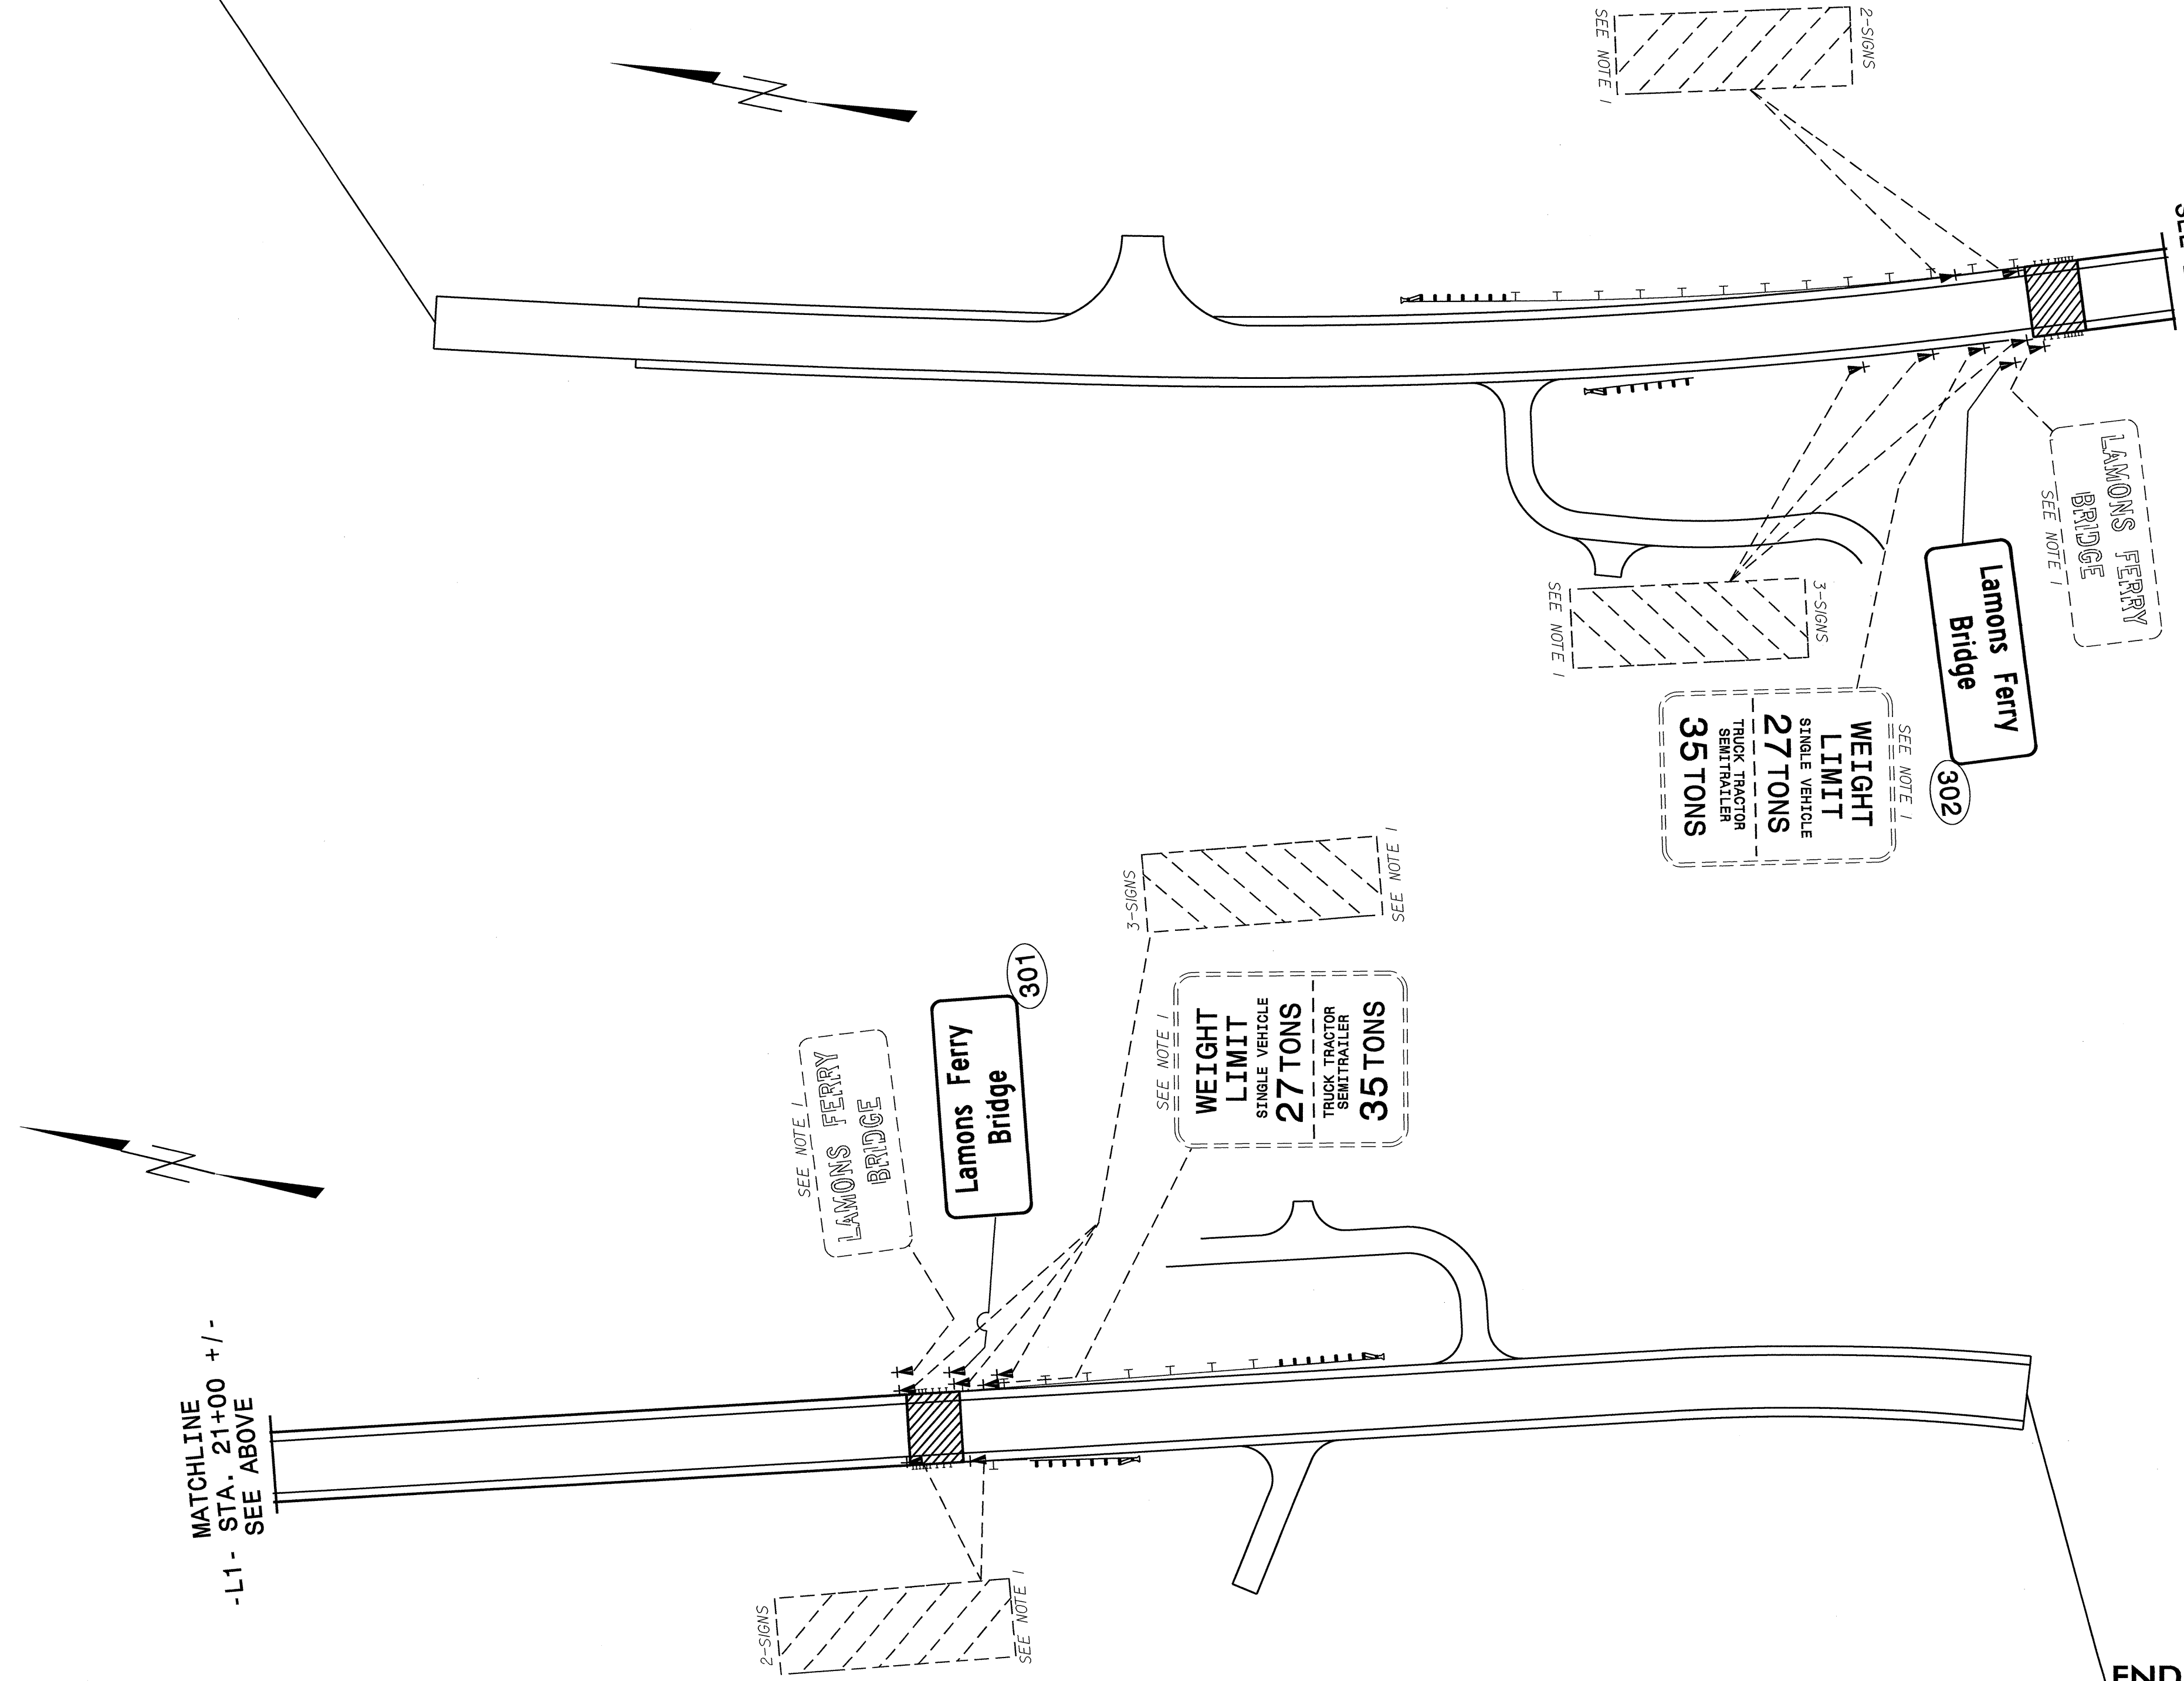 2-SIGNS
SEE NOTE 1
LAMONS FERRY
BRIDGE
SEE NOTE 1
Lamons Ferry
Bridge
302
3-SIGNS
SEE NOTE 1
SEE NOTE 1
WEIGHT
LIMIT
SINGLE VEHICLE
27 TONS
TRUCK TRACTOR
SEMITRAILER
35 TONS
3-SIGNS
SEE NOTE 1
301
Lamons Ferry
Bridge
SEE NOTE 1
LAMONS FERRY
BRIDGE
SEE NOTE 1
WEIGHT
LIMIT
SINGLE VEHICLE
27 TONS
TRUCK TRACTOR
SEMITRAILER
35 TONS
MATCHLINE
-L1- STA. 21+00 +/-
SEE ABOVE
2-SIGNS
SEE NOTE 1
END